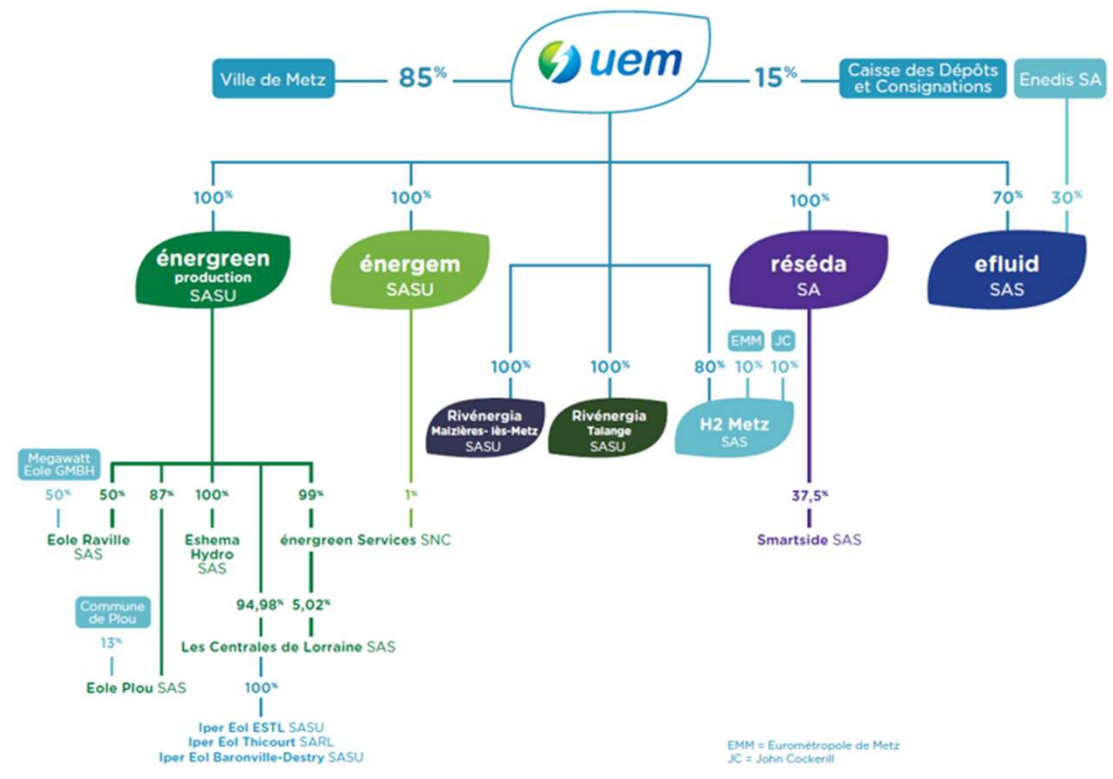 uem
Ville de Metz
85%
15%
Caisse des Dépôts
et Consignations
Enedis SA
100%
100%
100%
70%
30%
énergreen
production
SASU
énergem
SASU
réséda
SA
efluid
SAS
EMM
JC
100%
100%
80%
10%
10%
Rivénergia
Maizières- lès-Metz
SASU
Rivénergia
Talange
SASU
H2 Metz
SAS
Megawatt
Eole GMBH
50%
50%
87%
100%
99%
1%
37,5%
Eole Raville
SAS
Eshema
Hydro
SAS
énergreen Services SNC
Smartside SAS
Commune
de Plou
94,98%
5,02%
13%
Les Centrales de Lorraine SAS
Eole Plou SAS
100%
Iper Eol ESTL SASU
Iper Eol Thicourt SARL
Iper Eol Baronville-Destry SASU
EMM = Eurométropole de Metz
JC = John Cockerill